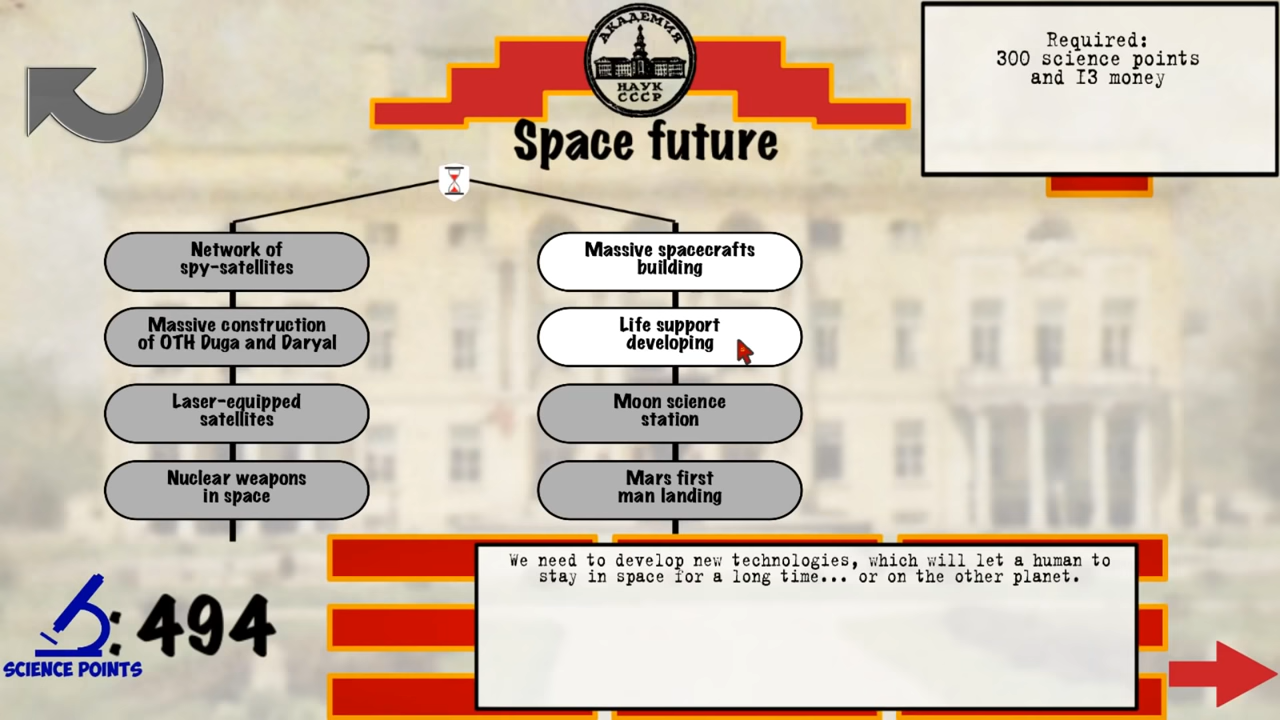 АКАДЕМИЯ
НАУК
СССР
Space future
Required:
300 science points
and 13 money
Network of
spy-satellites
Massive construction
of OTH Duga and Daryal
Laser-equipped
satellites
Nuclear weapons
in space
Massive spacecrafts
building
Life support
developing
Moon science
station
Mars first
man landing
We need to develop new technologies, which will let a human to
stay in space for a long time... or on the other planet.
: 494
SCIENCE POINTS